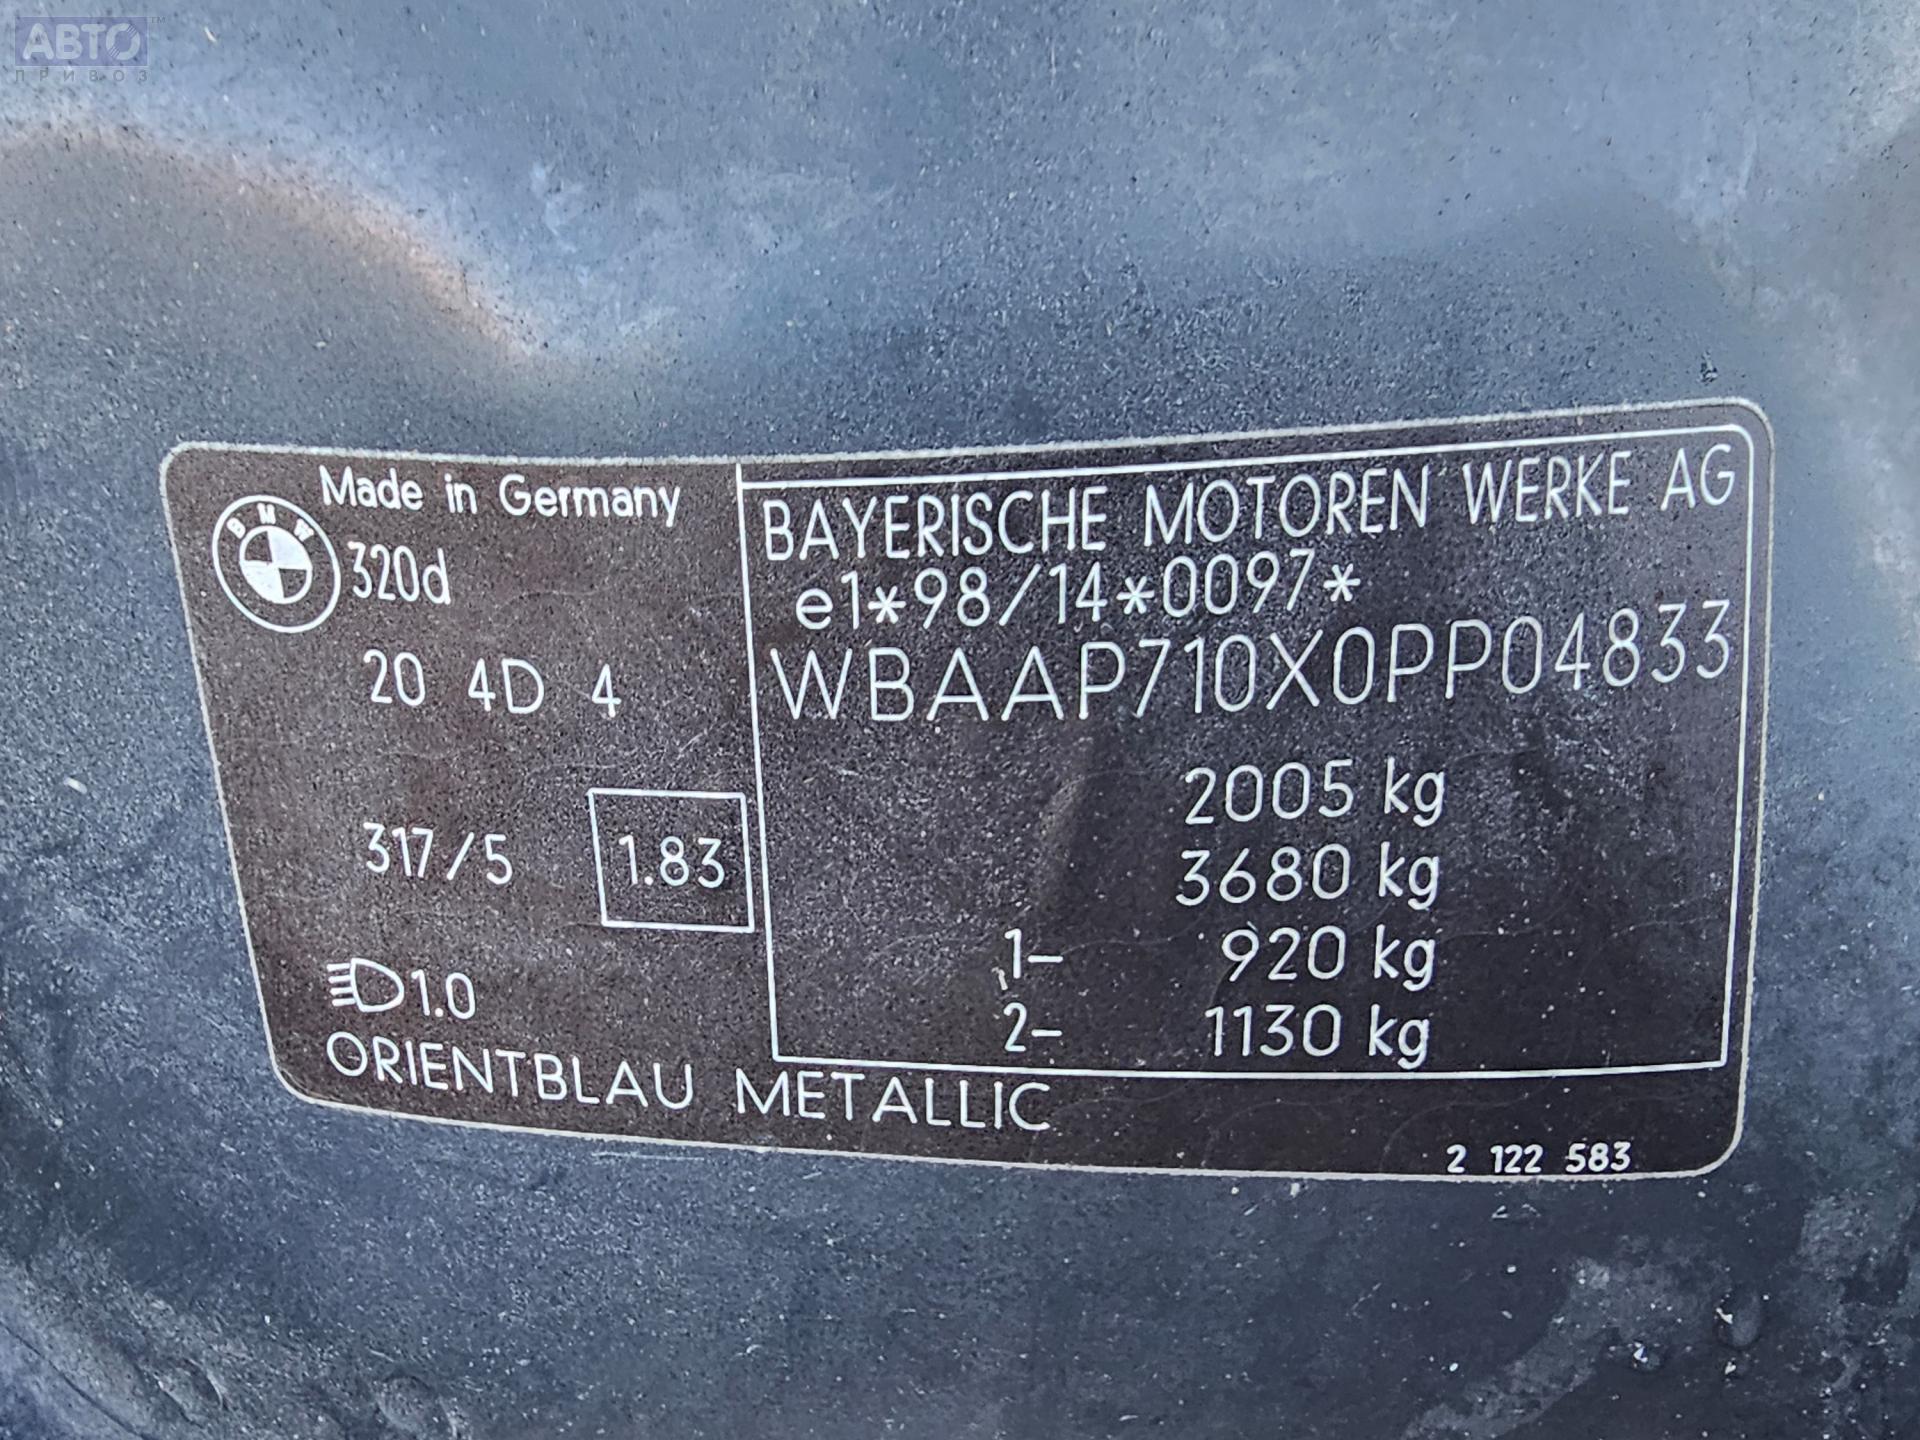 АВТО™
ПРИВОЗ
Made in Germany
BMW
320d
20 4D 4
317/5
1.83
1.0
ORIENTBLAU METALLIC
BAYERISCHE MOTOREN WERKE AG
e1*98/14*0097*
WBAAP710X0PP04833
2005 kg
3680 kg
1- 920 kg
2- 1130 kg
2 122 583